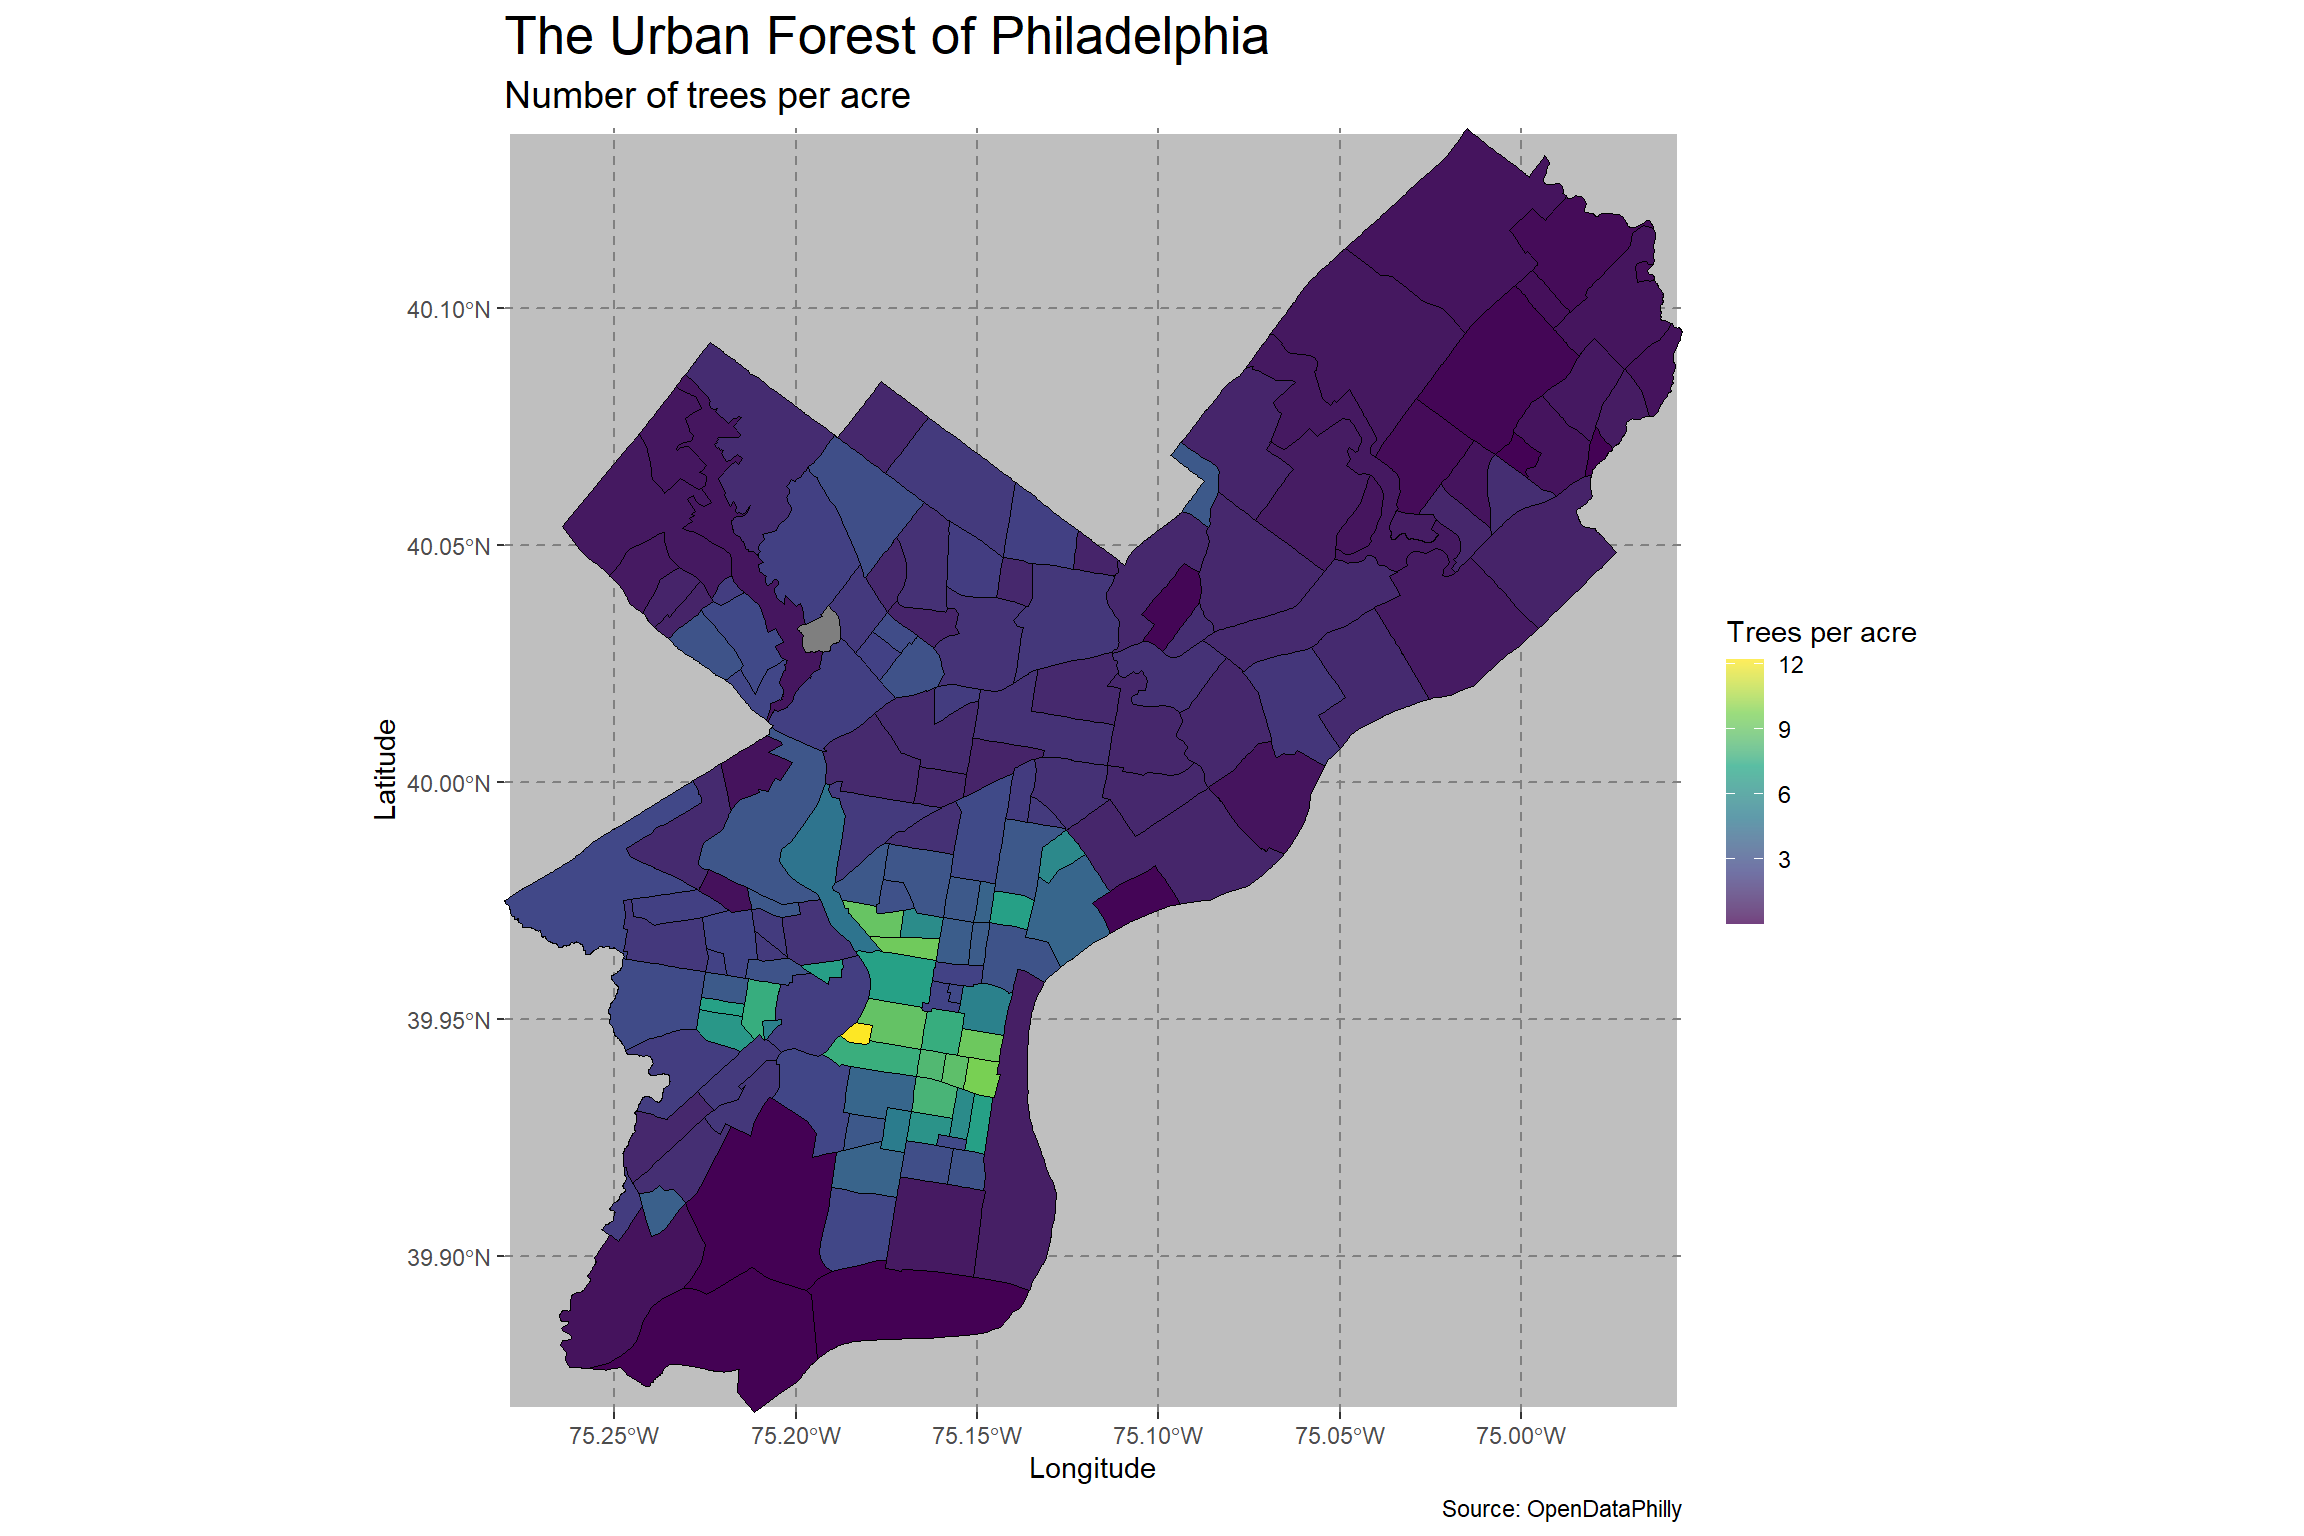 The Urban Forest of Philadelphia
Number of trees per acre
40.10°N
40.05°N
40.00°N
39.95°N
39.90°N
Latitude
75.25°W
75.20°W
75.15°W
75.10°W
75.05°W
75.00°W
Longitude
Trees per acre
12
9
6
3
Source: OpenDataPhilly